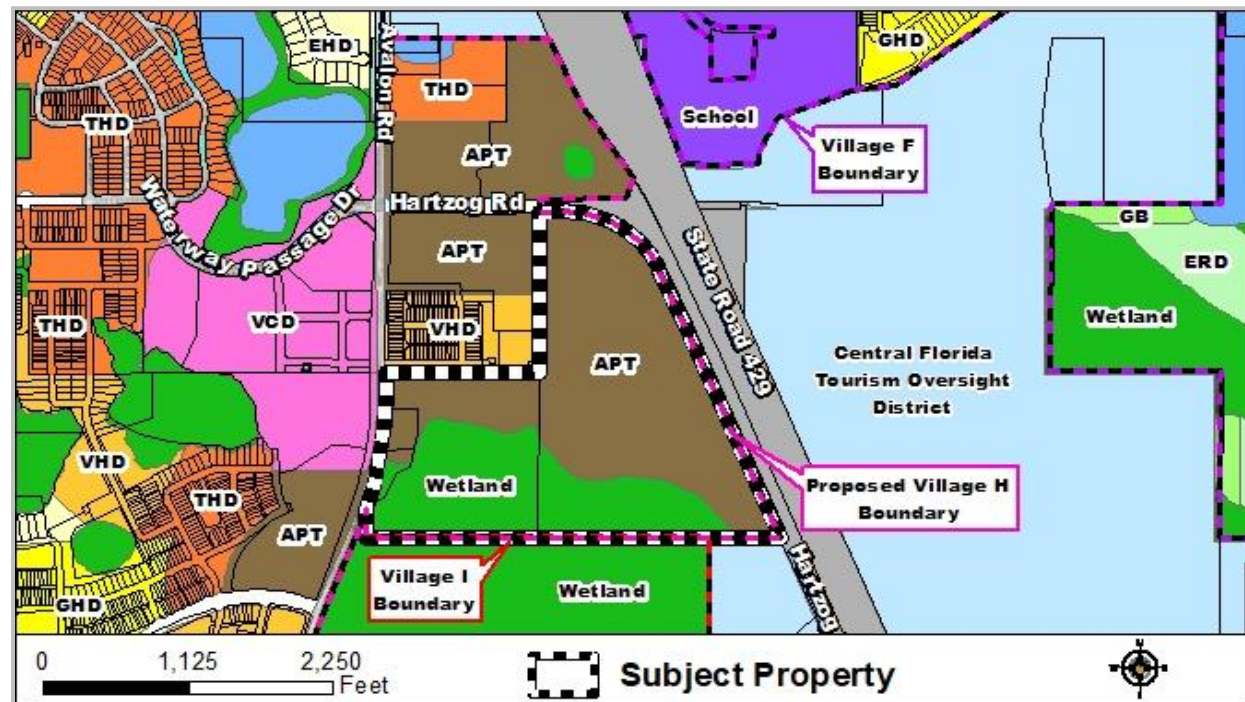 EHD
Avalon Rd
GHD
THD
School
THD
APT
Village F
Boundary
Hartzog Rd
Waterway Passage Dr
GB
APT
State Road 429
ERD
Wetland
THD
VCD
VHD
APT
Central Florida
Tourism Oversight
District
VHD
Wetland
Proposed Village H
Boundary
THD
APT
Village I
Boundary
Wetland
Hartzog
GHD
0
1,125
2,250
Feet
Subject Property
N